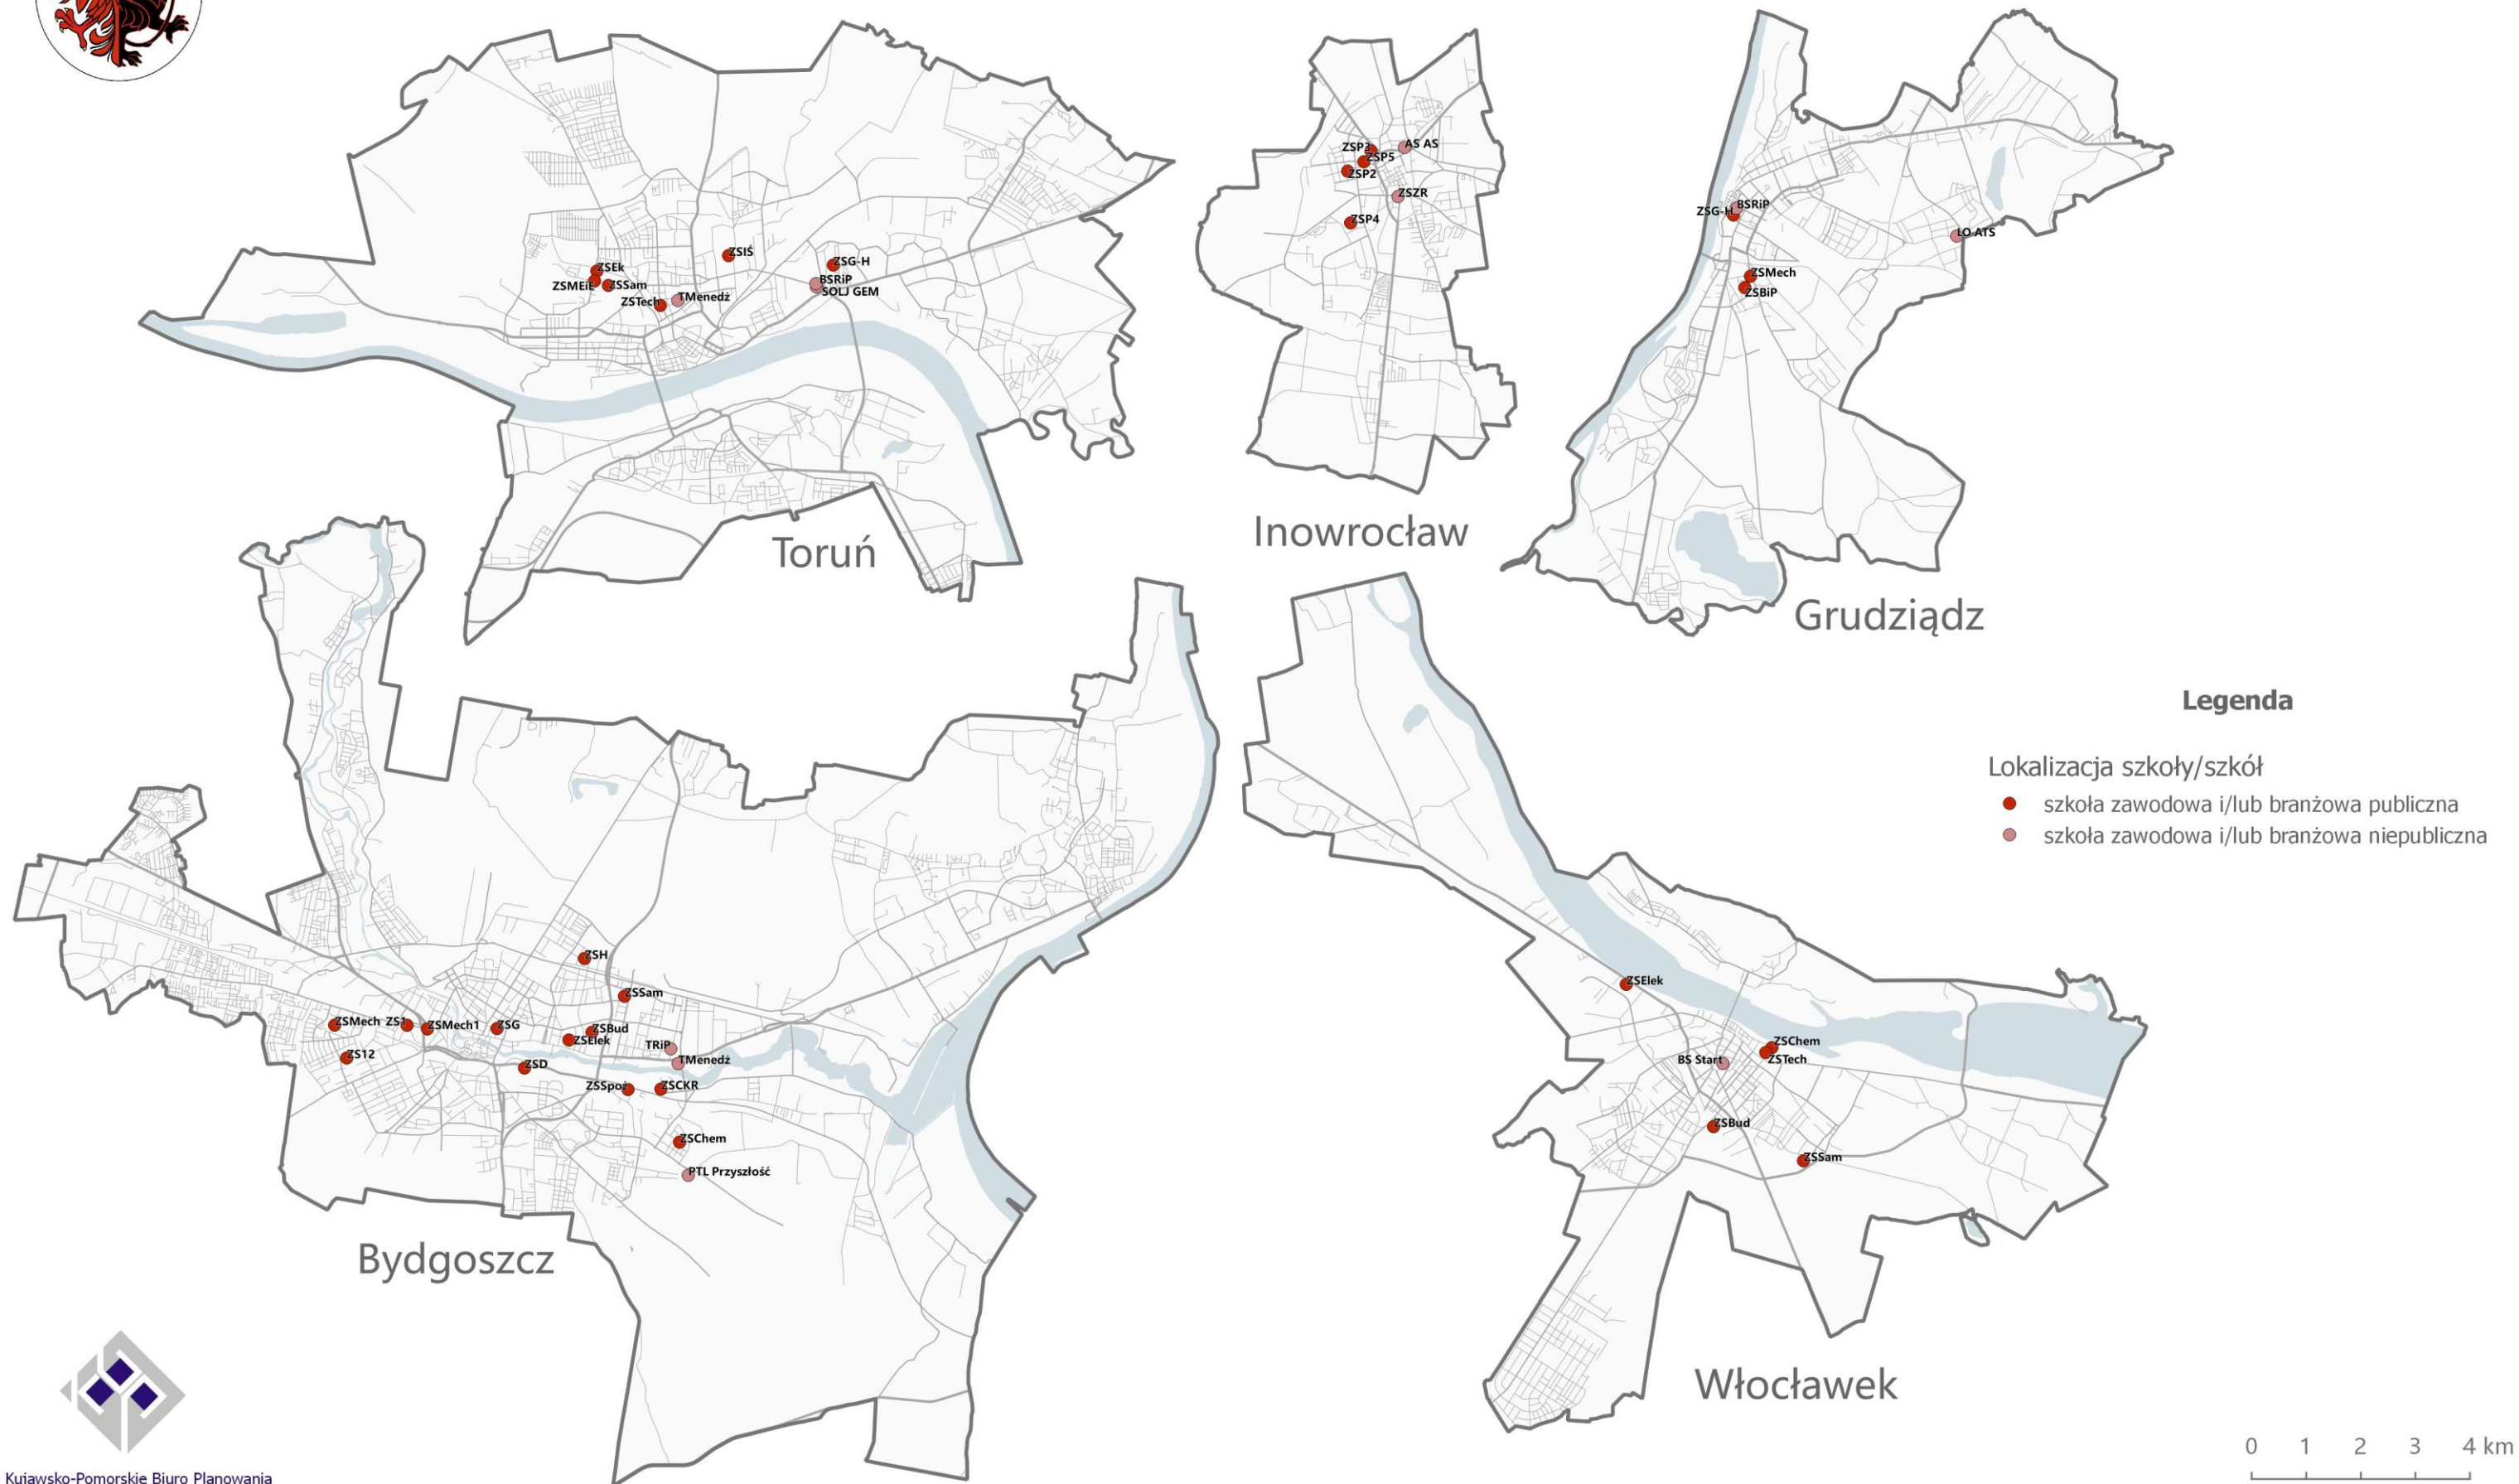 ZSEk
ZSMEiE
ZSSam
ZSTech
TMenedż
ZSIŚ
ZSG-H
BSRiP
SOLJ GEM
Toruń
ZSP3
AS AS
ZSP5
ZSP2
ZSZR
ZSP4
Inowrocław
ZSG-H
BSRiP
LO ATS
ZSMech
ZSBiP
Grudziądz
ZSH
ZSSam
ZSMech
ZS1
ZSMech1
ZSG
ZSBud
ZSElek
ZS12
TRiP
TMenedż
ZSD
ZSSpoż
ZSCKR
ZSChem
PTL Przyszłość
Bydgoszcz
ZSElek
ZSChem
BS Start
ZSTech
ZSBud
ZSSam
Włocławek
Legenda
Lokalizacja szkoły/szkół
szkoła zawodowa i/lub branżowa publiczna
szkoła zawodowa i/lub branżowa niepubliczna
0 1 2 3 4 km
Kujawsko-Pomorskie Biuro Planowania